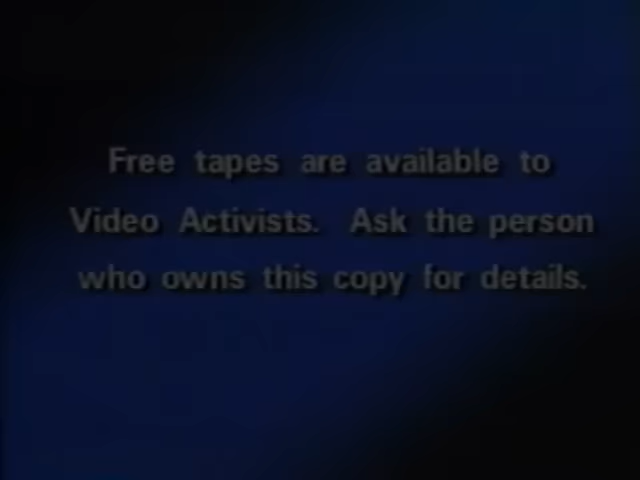 Free tapes are available to
Video Activists. Ask the person
who owns this copy for details.